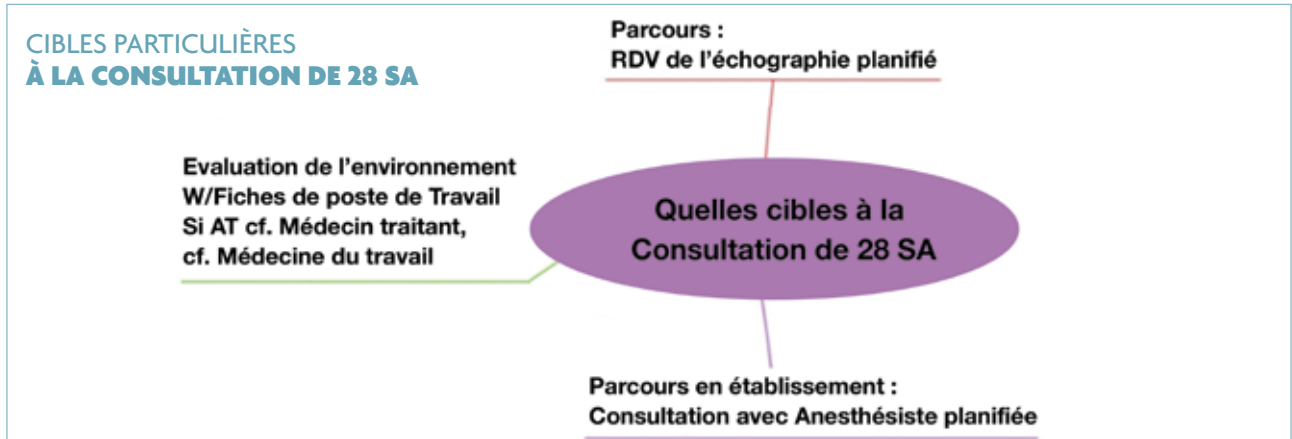 CIBLES PARTICULIÈRES
À LA CONSULTATION DE 28 SA
Parcours :
RDV de l'échographie planifié
Evaluation de l'environnement
W/Fiches de poste de Travail
Si AT cf. Médecin traitant,
cf. Médecine du travail
Quelles cibles à la
Consultation de 28 SA
Parcours en établissement :
Consultation avec Anesthésiste planifiée